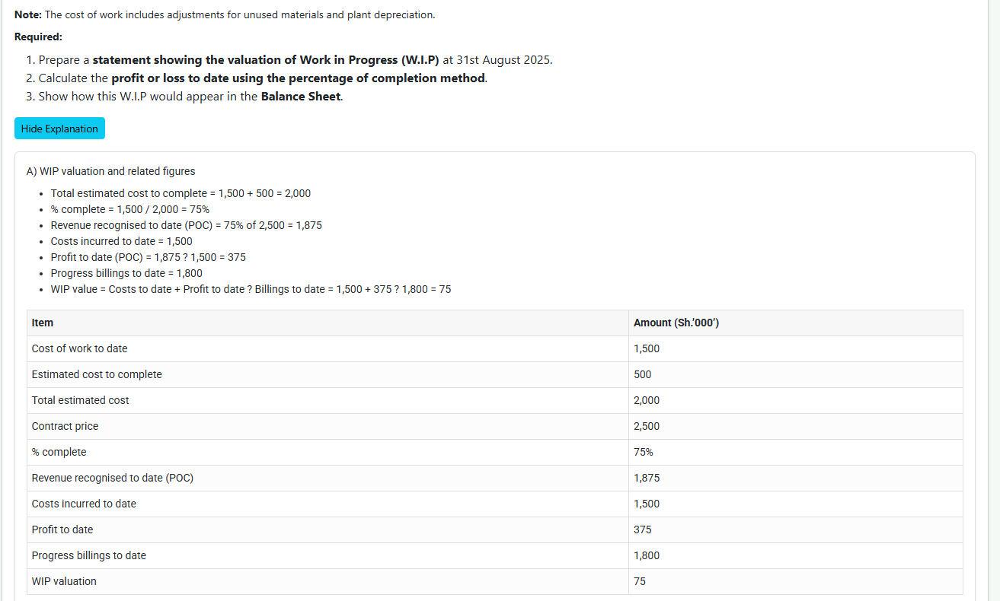 Note: The cost of work includes adjustments for unused materials and plant depreciation.
Required:
1. Prepare a statement showing the valuation of Work in Progress (W.I.P) at 31st August 2025.
2. Calculate the profit or loss to date using the percentage of completion method.
3. Show how this W.I.P would appear in the Balance Sheet.
Hide Explanation
A) WIP valuation and related figures
• Total estimated cost to complete = 1,500 + 500 = 2,000
• % complete = 1,500 / 2,000 = 75%
• Revenue recognised to date (POC) = 75% of 2,500 = 1,875
• Costs incurred to date = 1,500
• Profit to date (POC) = 1,875 ? 1,500 = 375
• Progress billings to date = 1,800
• WIP value = Costs to date + Profit to date ? Billings to date = 1,500 + 375 ? 1,800 = 75
Item Amount (Sh.'000')
Cost of work to date 1,500
Estimated cost to complete 500
Total estimated cost 2,000
Contract price 2,500
% complete 75%
Revenue recognised to date (POC) 1,875
Costs incurred to date 1,500
Profit to date 375
Progress billings to date 1,800
WIP valuation 75